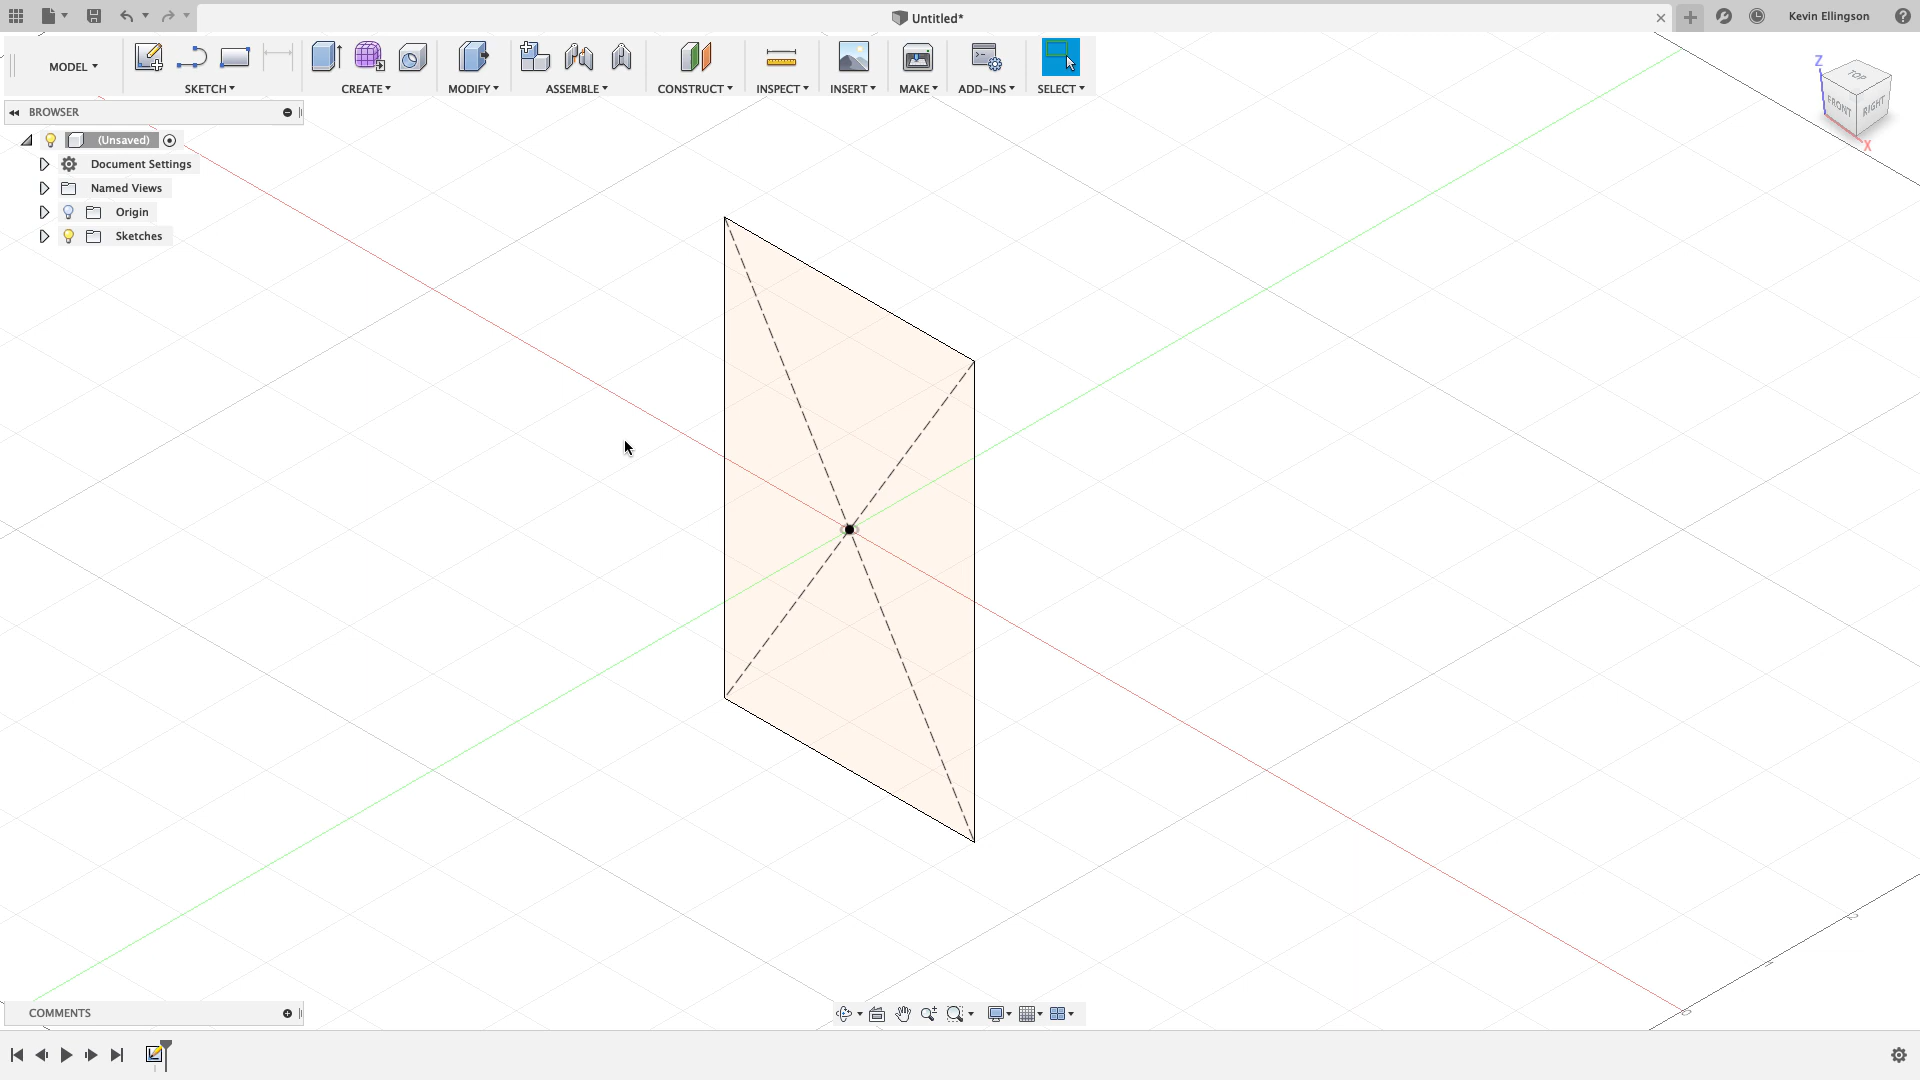 Untitled*
Kevin Ellingson
MODEL
SKETCH
CREATE
MODIFY
ASSEMBLE
CONSTRUCT
INSPECT
INSERT
MAKE
ADD-INS
SELECT
Z
TOP
FRONT
RIGHT
X
BROWSER
(Unsaved)
Document Settings
Named Views
Origin
Sketches
COMMENTS